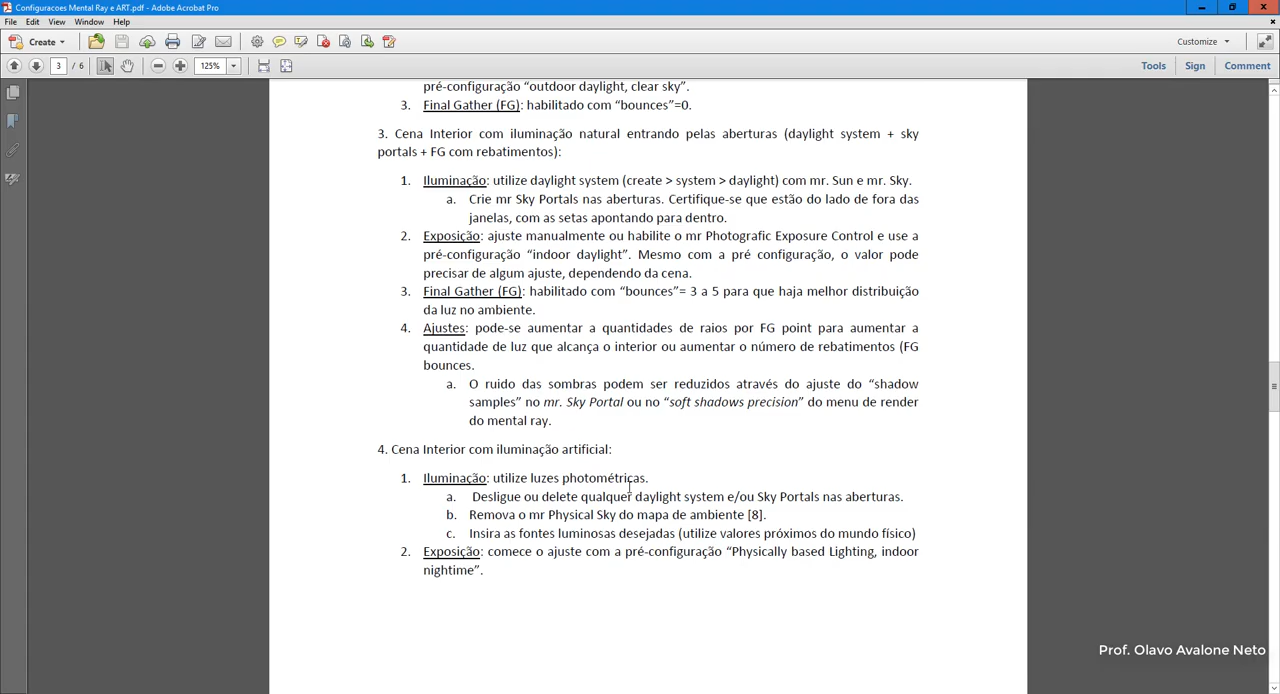 Configuracoes Mental Ray e ART.pdf - Adobe Acrobat Pro
File Edit View Window Help
Create
Customize
3 / 6
125%
Tools Sign Comment
pré-configuração “outdoor daylight, clear sky”.
3. Final Gather (FG): habilitado com “bounces”=0.
3. Cena Interior com iluminação natural entrando pelas aberturas (daylight system + sky
portals + FG com rebatimentos):
1. Iluminação: utilize daylight system (create > system > daylight) com mr. Sun e mr. Sky.
a. Crie mr Sky Portals nas aberturas. Certifique-se que estão do lado de fora das
janelas, com as setas apontando para dentro.
2. Exposição: ajuste manualmente ou habilite o mr Photografic Exposure Control e use a
pré-configuração “indoor daylight”. Mesmo com a pré configuração, o valor pode
precisar de algum ajuste, dependendo da cena.
3. Final Gather (FG): habilitado com “bounces”= 3 a 5 para que haja melhor distribuição
da luz no ambiente.
4. Ajustes: pode-se aumentar a quantidades de raios por FG point para aumentar a
quantidade de luz que alcança o interior ou aumentar o número de rebatimentos (FG
bounces.
a. O ruido das sombras podem ser reduzidos através do ajuste do “shadow
samples” no mr. Sky Portal ou no “soft shadows precision” do menu de render
do mental ray.
4. Cena Interior com iluminação artificial:
1. Iluminação: utilize luzes photométricas.
a. Desligue ou delete qualquer daylight system e/ou Sky Portals nas aberturas.
b. Remova o mr Physical Sky do mapa de ambiente [8].
c. Insira as fontes luminosas desejadas (utilize valores próximos do mundo físico)
2. Exposição: comece o ajuste com a pré-configuração “Physically based Lighting, indoor
nightime”.
Prof. Olavo Avalone Neto